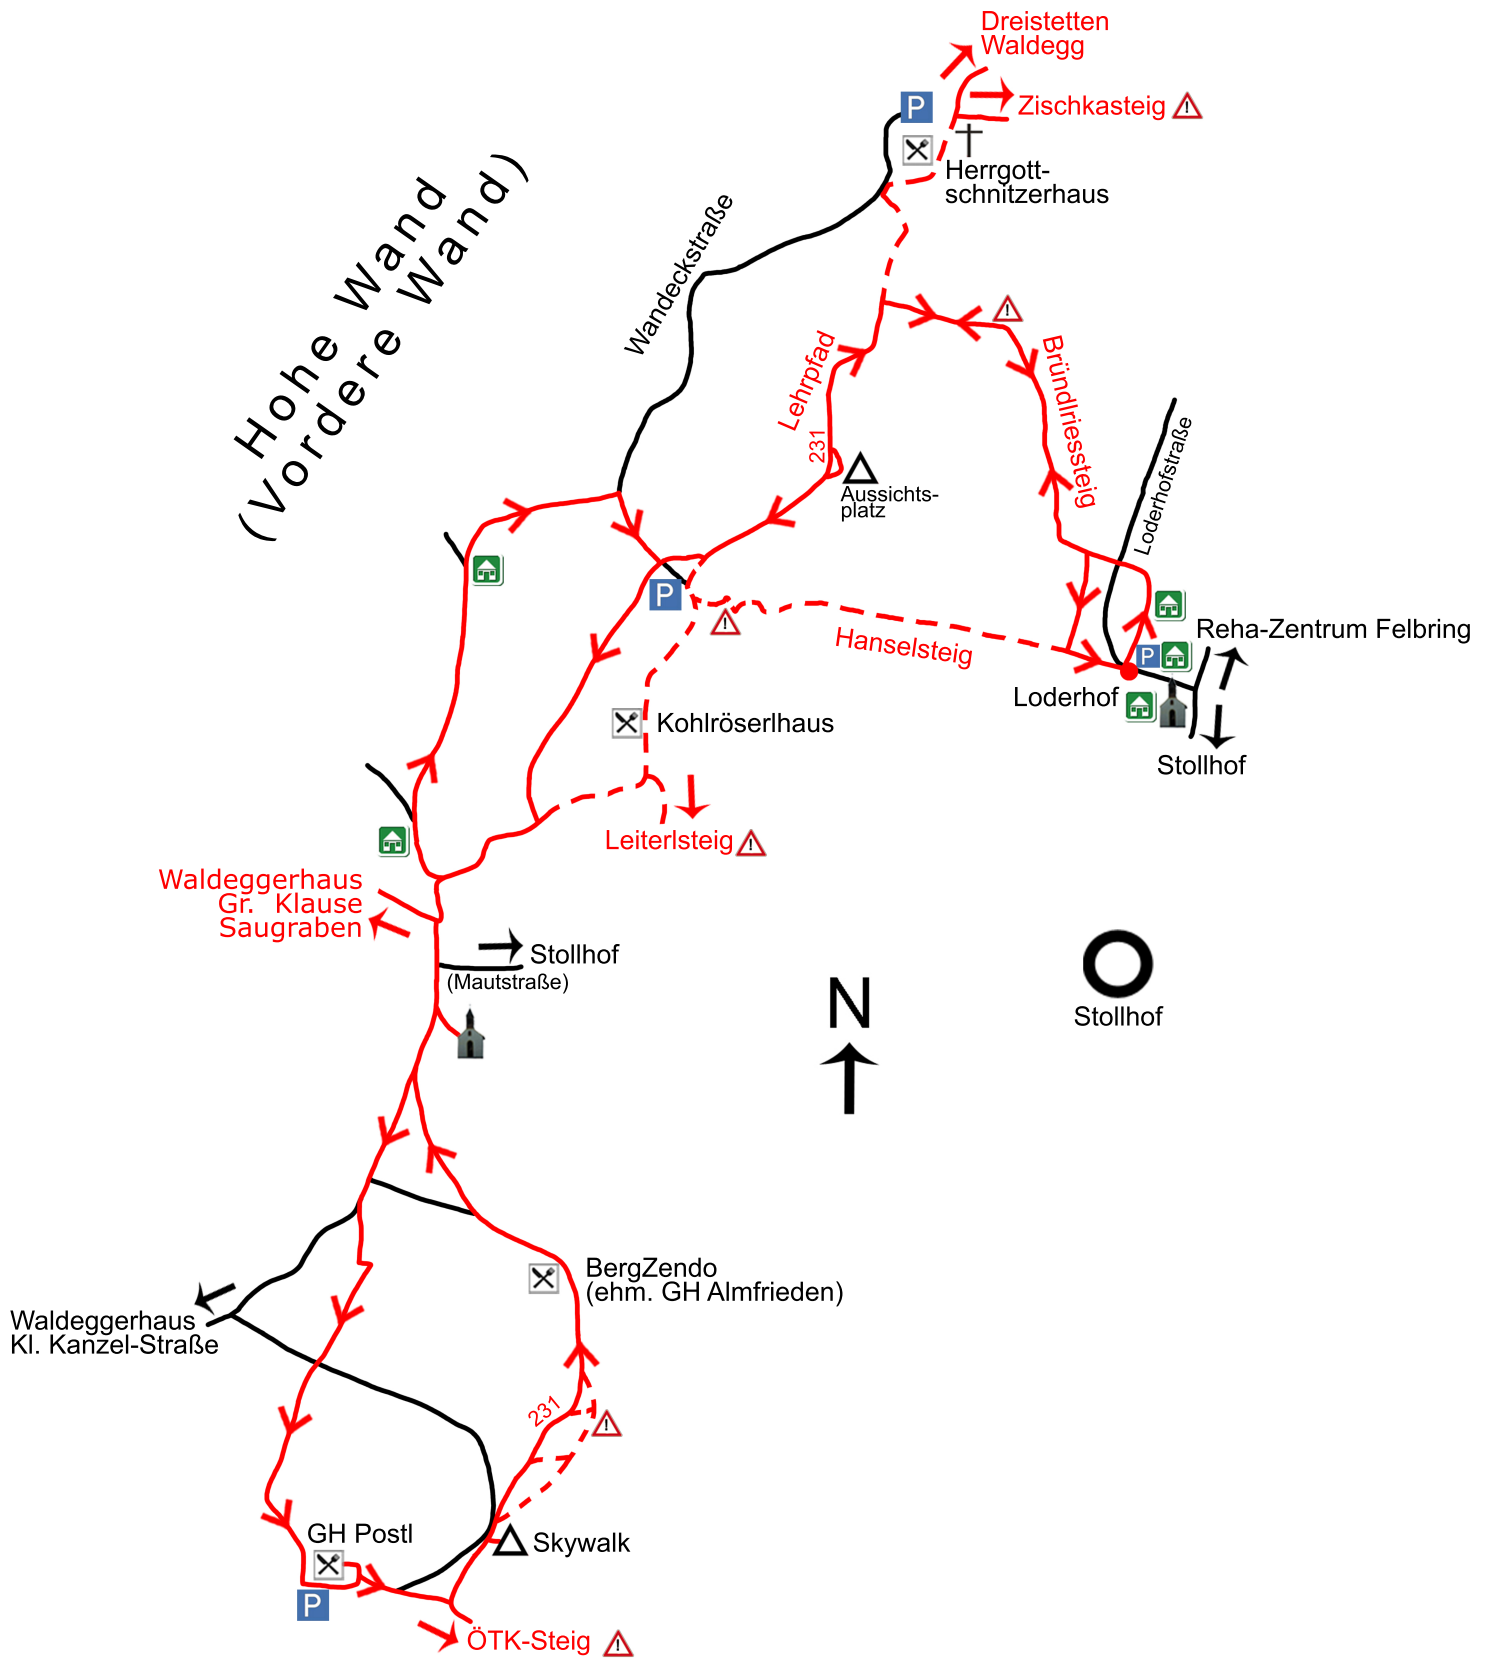 Dreistetten
Waldegg
P
Zischkasteig
Herrgott-
schnitzerhaus
Hohe Wand
(Vordere Wand)
Wandeckstraße
Lehrpfad
231
Bründlriessteig
Loderhofstraße
Aussichts-
platz
P
Hanselsteig
P
Reha-Zentrum Felbring
Loderhof
Stollhof
Kohlröserlhaus
Leiterlsteig
Waldeggerhaus
Gr. Klause
Saugraben
Stollhof
(Mautstraße)
N
Stollhof
BergZendo
(ehm. GH Almfrieden)
Waldeggerhaus
Kl. Kanzel-Straße
231
GH Postl
Skywalk
P
ÖTK-Steig